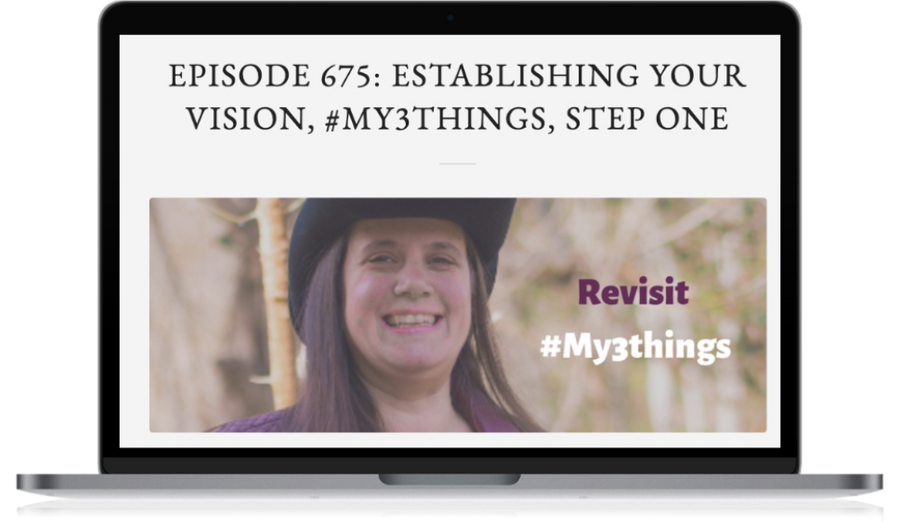 EPISODE 675: ESTABLISHING YOUR
VISION, #MY3THINGS, STEP ONE
Revisit
#My3things